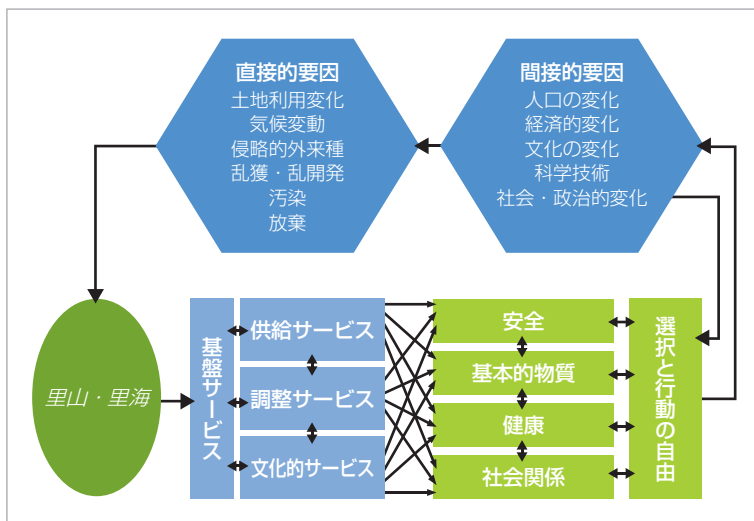 直接的要因
土地利用変化
気候変動
侵略的外来種
乱獲・乱開発
汚染
放棄
間接的要因
人口の変化
経済的変化
文化の変化
科学技術
社会・政治的変化
里山・里海
基盤サービス
供給サービス
調整サービス
文化的サービス
安全
基本的物質
健康
社会関係
選択と行動の自由